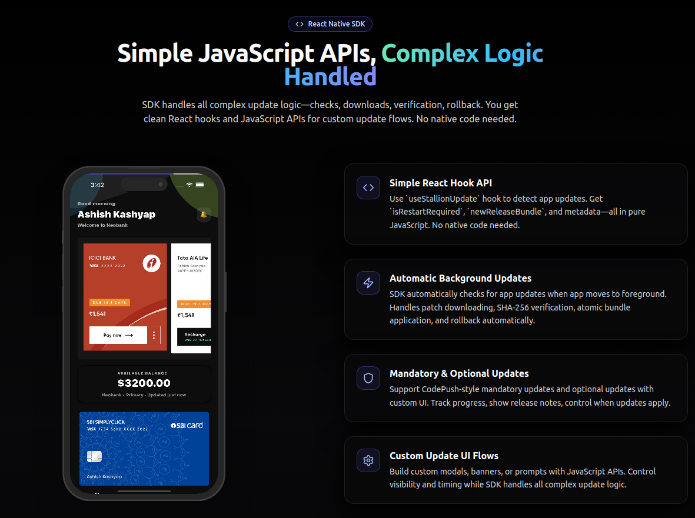 React Native SDK
Simple JavaScript APIs, Complex Logic
Handled
SDK handles all complex update logic—checks, downloads, verification, rollback. You get
clean React hooks and JavaScript APIs for custom update flows. No native code needed.
3:42
Good morning
Ashish Kashyap
Welcome to Neobank
ICICI BANK
Tata AIA Life
₹1,541
₹1,541
Pay now
Recharge
AVAILABLE BALANCE
$3200.00
Neobank • Privacy • Updated just now
SBI SIMPLYCLICK
SBI card
Ashish Kashyap
Simple React Hook API
Use `useStallionUpdate` hook to detect app updates. Get
`isRestartRequired`, `newReleaseBundle`, and metadata—all in pure
JavaScript. No native code needed.
Automatic Background Updates
SDK automatically checks for app updates when app moves to foreground.
Handles patch downloading, SHA-256 verification, atomic bundle
application, and rollback automatically.
Mandatory & Optional Updates
Support CodePush-style mandatory updates and optional updates with
custom UI. Track progress, show release notes, control when updates apply.
Custom Update UI Flows
Build custom modals, banners, or prompts with JavaScript APIs. Control
visibility and timing while SDK handles all complex update logic.